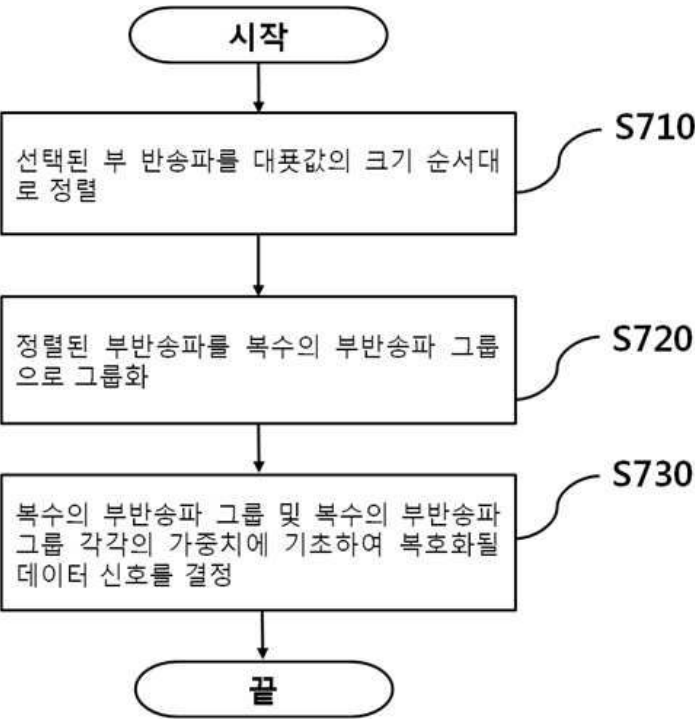 시작
S710
선택된 부 반송파를 대푯값의 크기 순서대
로 정렬
S720
정렬된 부반송파를 복수의 부반송파 그룹
으로 그룹화
S730
복수의 부반송파 그룹 및 복수의 부반송파
그룹 각각의 가중치에 기초하여 복호화될
데이터 신호를 결정
끝